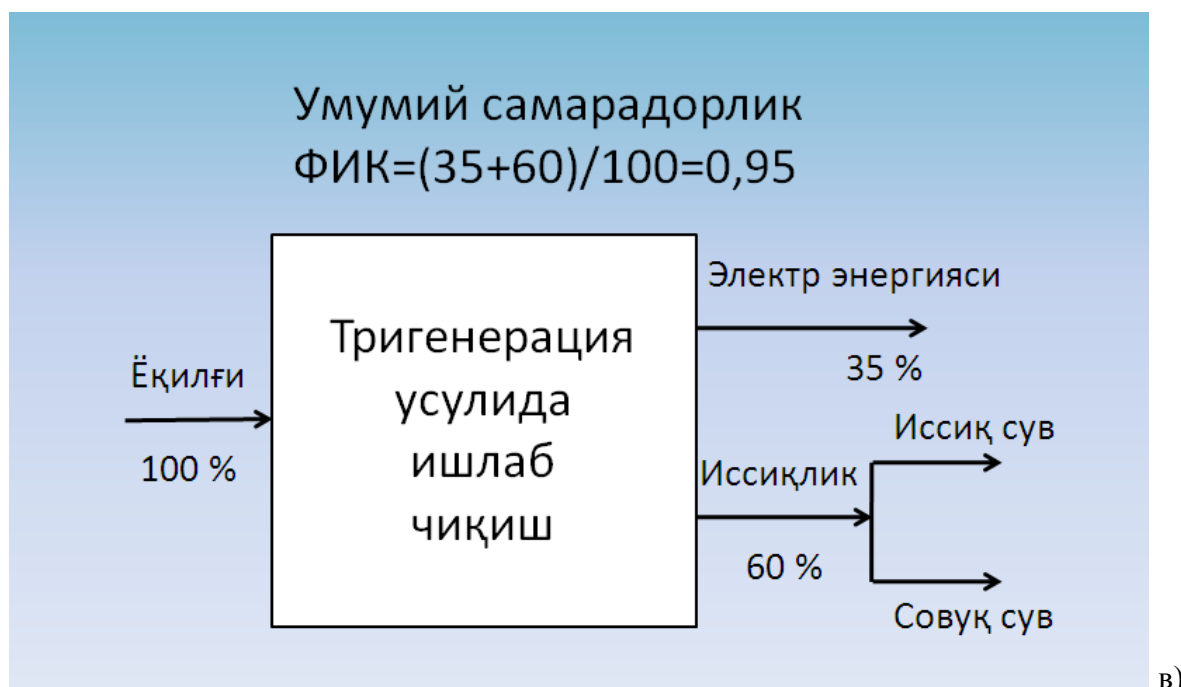 Умумий самарадорлик
ФИК=(35+60)/100=0,95
Электр энергияси
35 %
Тригенерация
усулида
ишлаб
чиқиш
Ёқилғи
100 %
Иссиқ сув
Иссиқлик
60 %
Совуқ сув
в)